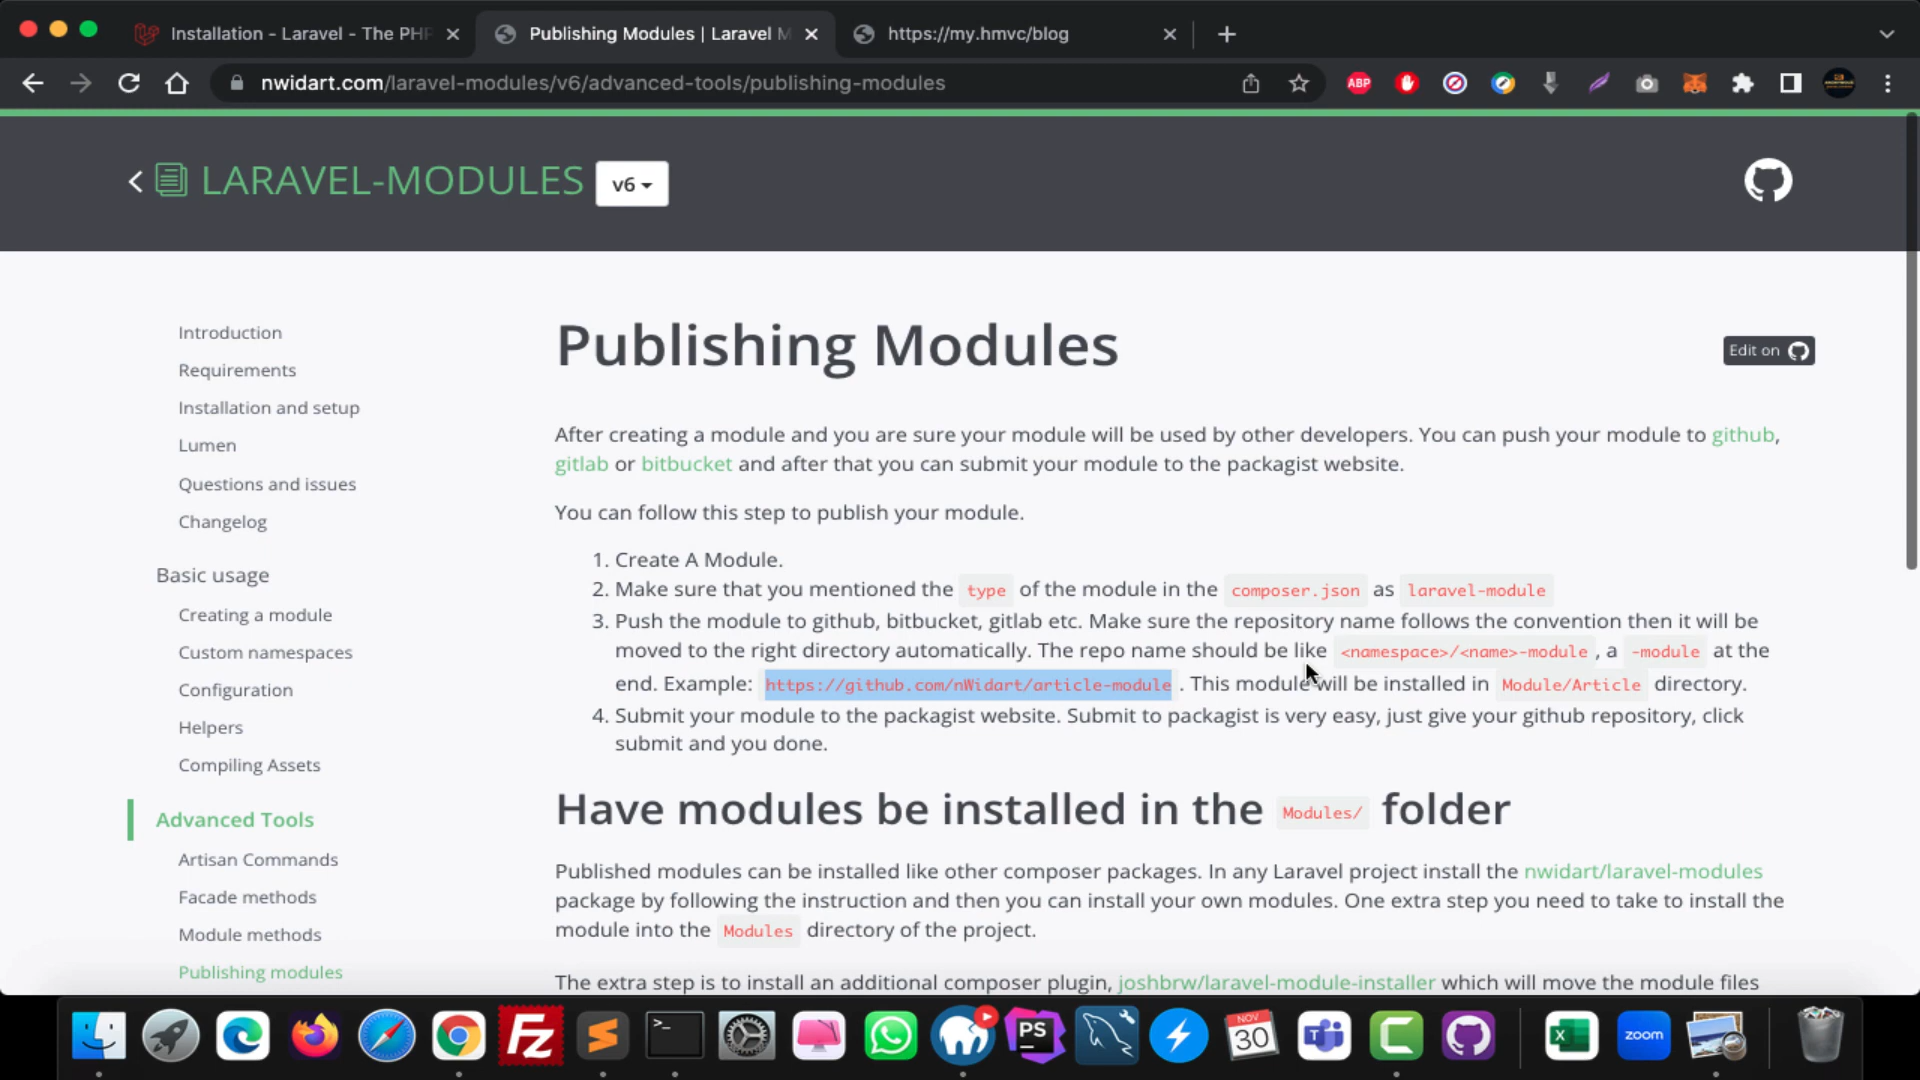 Installation - Laravel - The PHP
Publishing Modules | Laravel M
https://my.hmvc/blog
nwidart.com/laravel-modules/v6/advanced-tools/publishing-modules
ABP
LARAVEL-MODULES
v6
Introduction
Requirements
Installation and setup
Lumen
Questions and issues
Changelog
Basic usage
Creating a module
Custom namespaces
Configuration
Helpers
Compiling Assets
Advanced Tools
Artisan Commands
Facade methods
Module methods
Publishing modules
Publishing Modules
Edit on
After creating a module and you are sure your module will be used by other developers. You can push your module to github,
gitlab or bitbucket and after that you can submit your module to the packagist website.
You can follow this step to publish your module.
1. Create A Module.
2. Make sure that you mentioned the type of the module in the composer.json as laravel-module
3. Push the module to github, bitbucket, gitlab etc. Make sure the repository name follows the convention then it will be
moved to the right directory automatically. The repo name should be like <namespace>/<name>-module , a -module at the
end. Example: https://github.com/nWidart/article-module . This module will be installed in Module/Article directory.
4. Submit your module to the packagist website. Submit to packagist is very easy, just give your github repository, click
submit and you done.
Have modules be installed in the Modules/ folder
Published modules can be installed like other composer packages. In any Laravel project install the nwidart/laravel-modules
package by following the instruction and then you can install your own modules. One extra step you need to take to install the
module into the Modules directory of the project.
The extra step is to install an additional composer plugin, joshbrw/laravel-module-installer which will move the module files
Fz
>_
PS
NOV
30
zoom